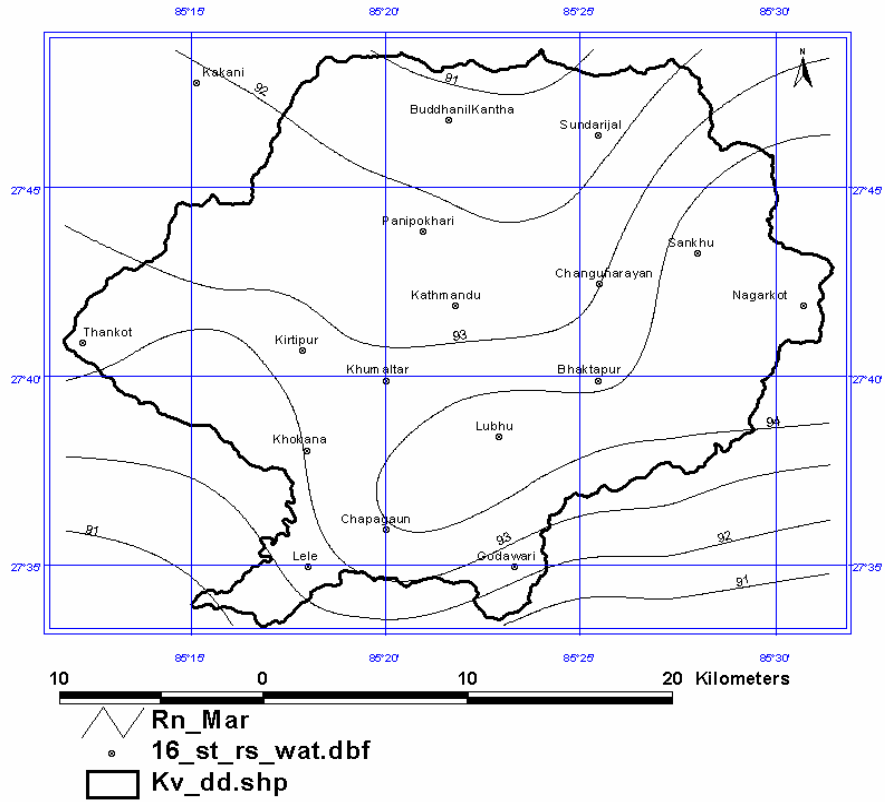 85°15' 85°20' 85°25' 85°30'
N
Kakani
92
91
BuddhanilKantha
Sundarijal
27°45' 27°45'
Panipokhari
Sankhu
Changunarayan
Kathmandu
Nagarkot
Thankot
Kirtipur
93
Khumaltar
Bhaktapur
27°40' 27°40'
Lubhu
94
Khokana
Chapagaun
91
93
92
Lele
Godawari
27°35' 27°35'
91
85°15' 85°20' 85°25' 85°30'
10 0 10 20 Kilometers
Rn_Mar
16_st_rs_wat.dbf
Kv_dd.shp